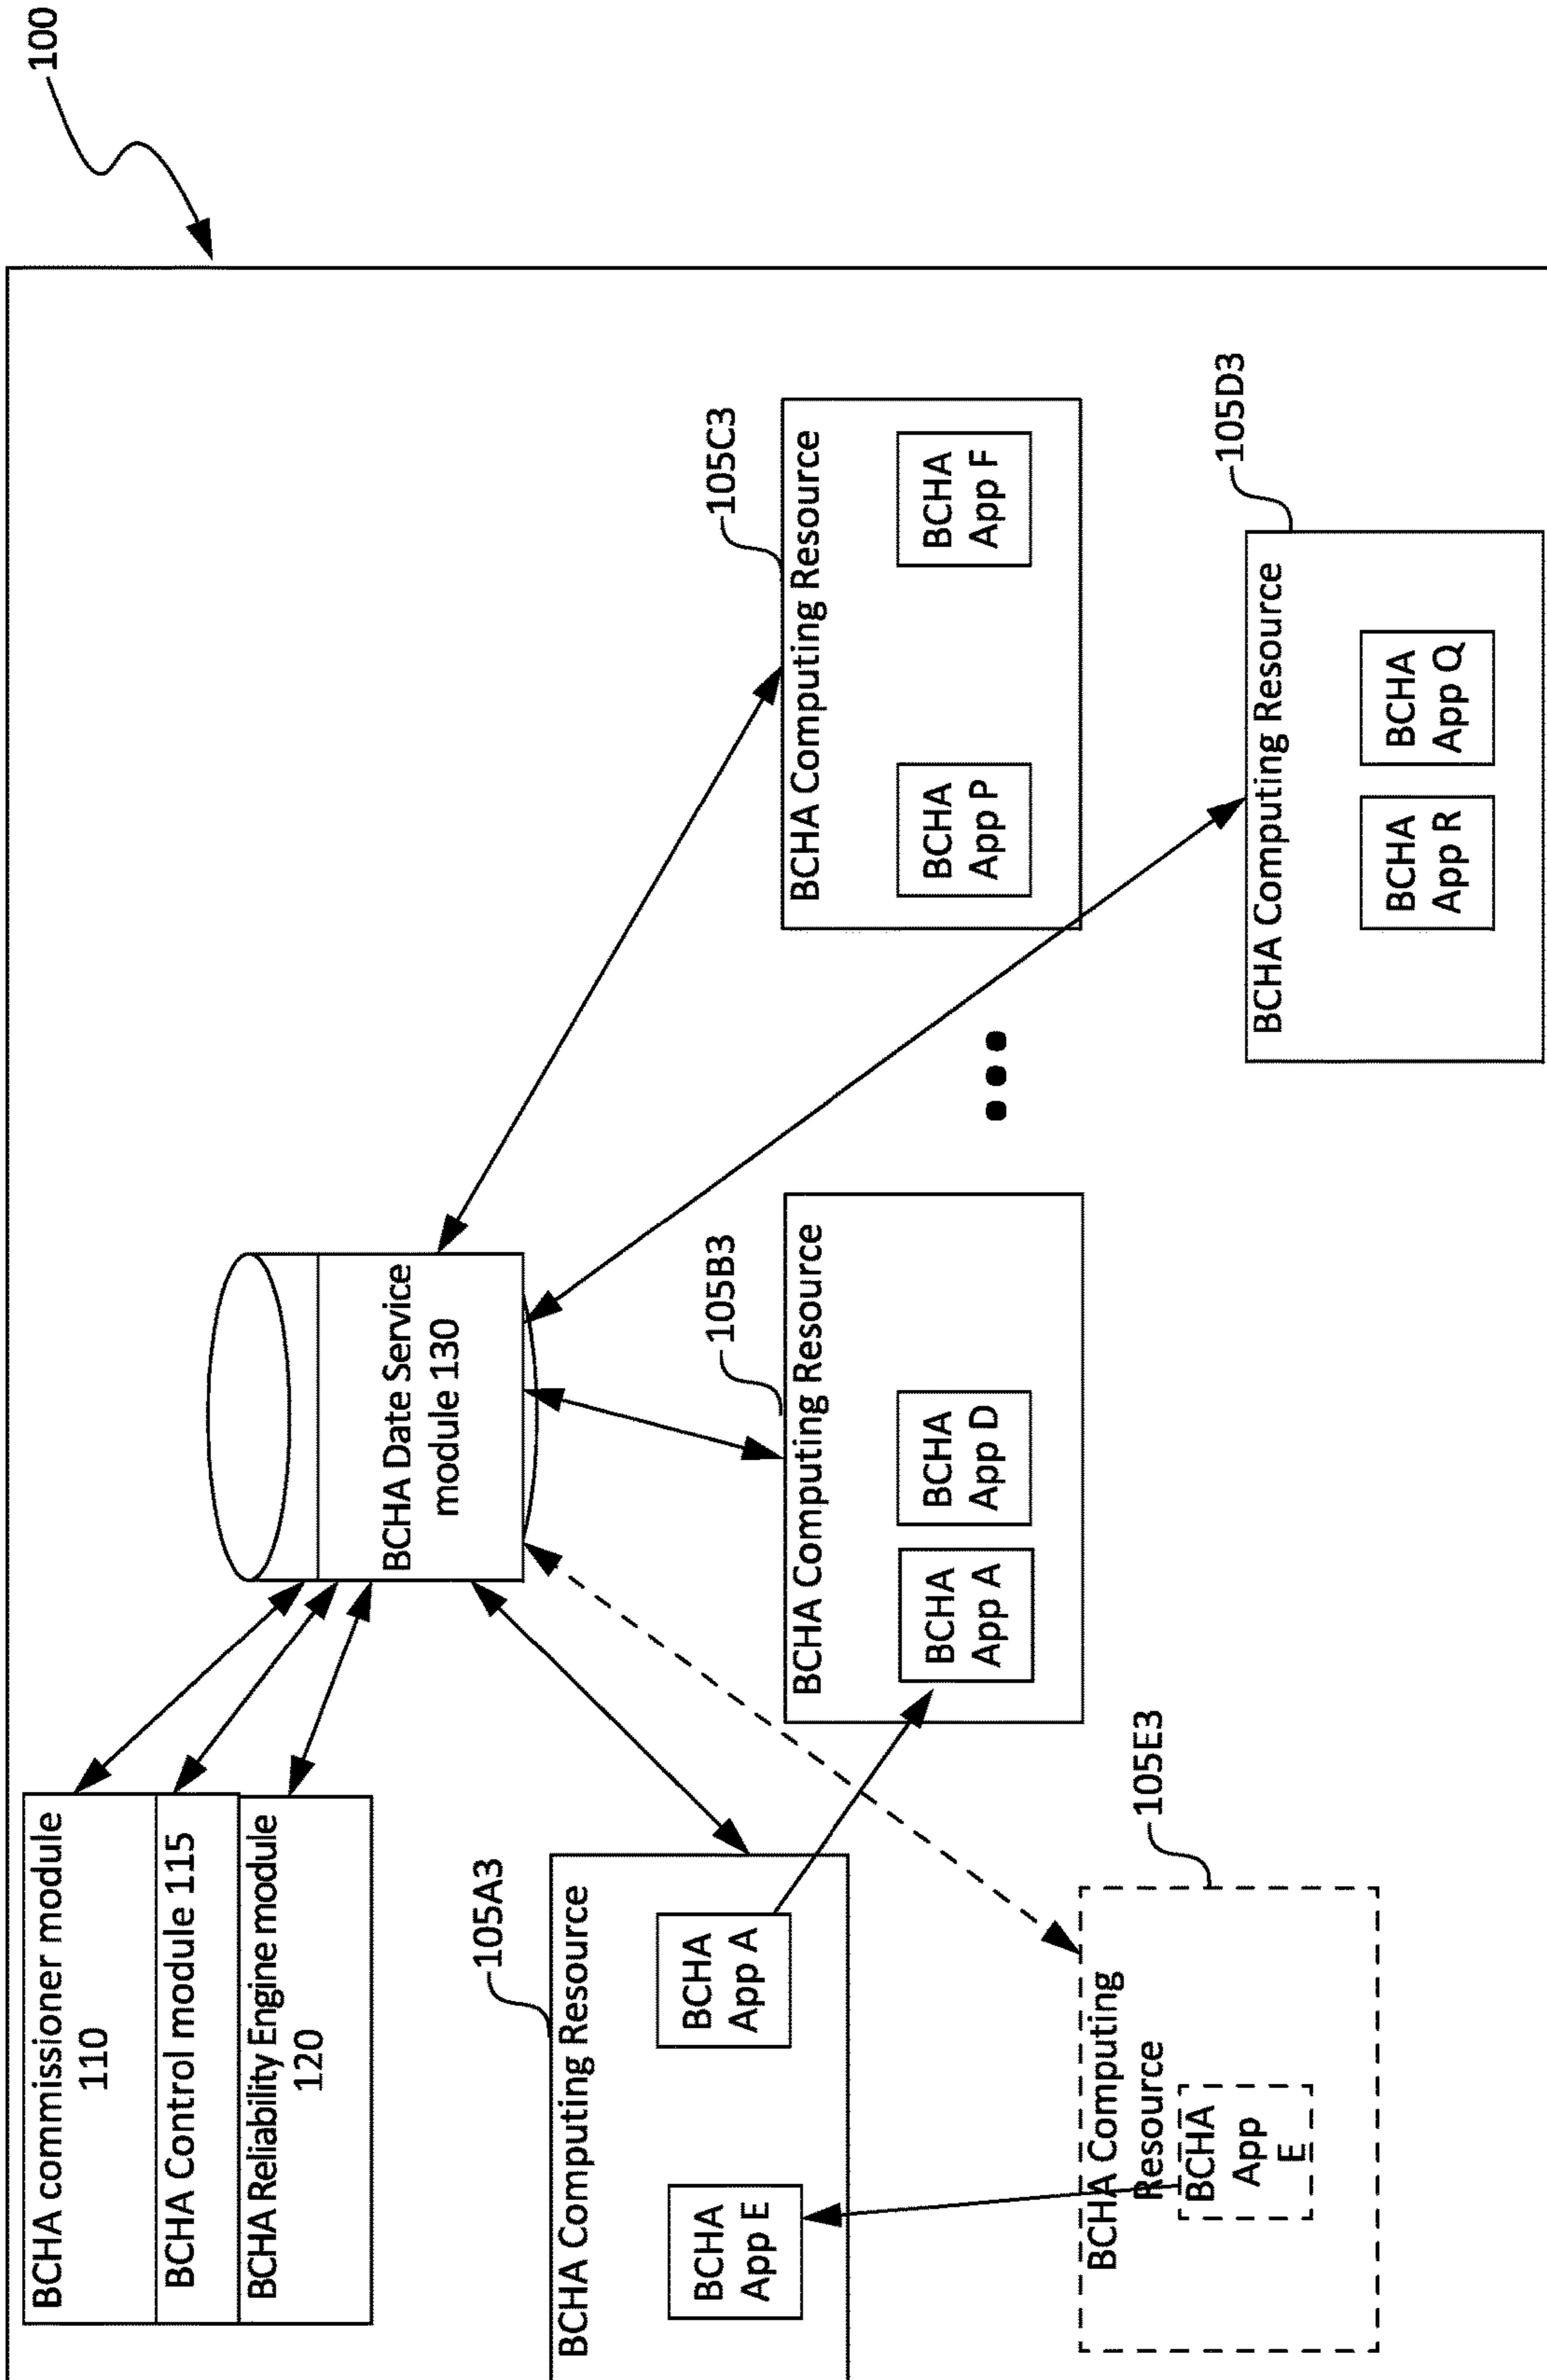 100
BCHA commissioner module
110
BCHA Control module 115
BCHA Reliability Engine module
120
BCHA Date Service
module 130
105A3
BCHA Computing Resource
BCHA
App E
BCHA
App A
105B3
BCHA Computing Resource
BCHA
App A
BCHA
App D
105C3
BCHA Computing Resource
BCHA
App P
BCHA
App F
105E3
BCHA Computing
Resource
BCHA
App
E
105D3
BCHA Computing Resource
BCHA
App R
BCHA
App Q